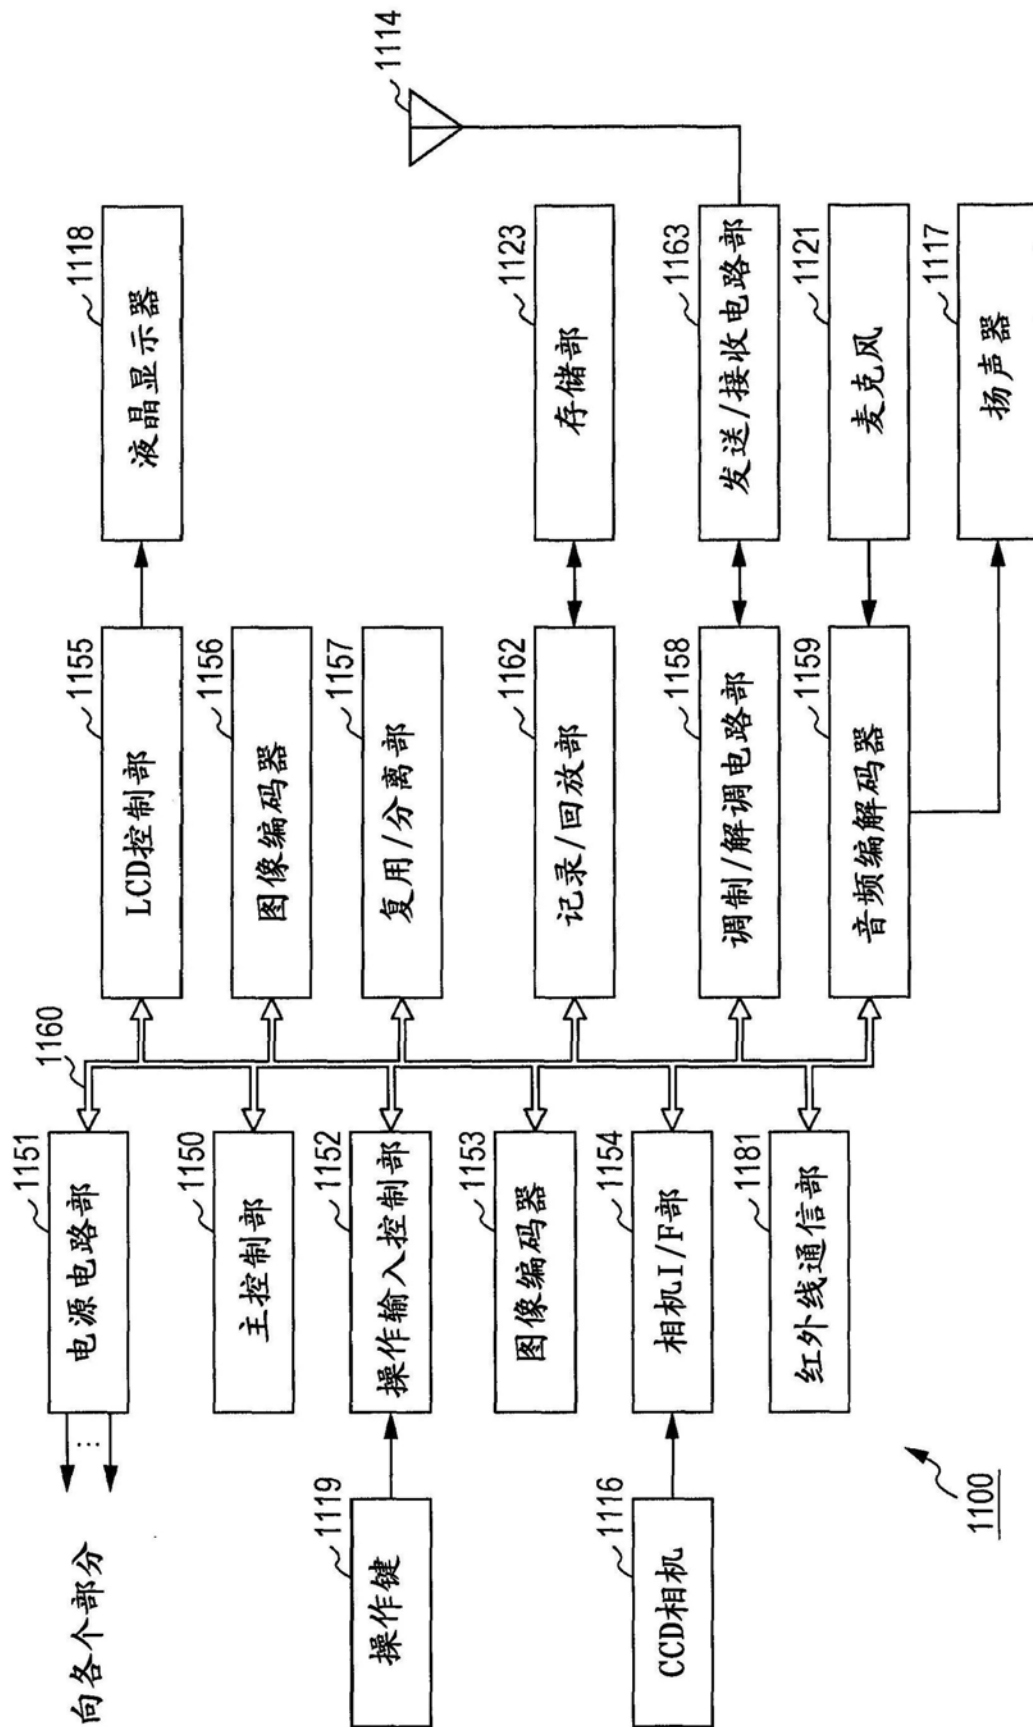 向各个部分
1151
电源电路部
1160
1155
LCD控制部
1118
液晶显示器
1150
主控制部
1156
图像编码器
1119
操作键
1152
操作输入控制部
1157
复用/分离部
1114
1153
图像编码器
1162
记录/回放部
1123
存储部
1116
CCD相机
1154
相机I/F部
1158
调制/解调电路部
1163
发送/接收电路部
1181
红外线通信部
1159
音频编解码器
1121
麦克风
1117
扬声器
1100